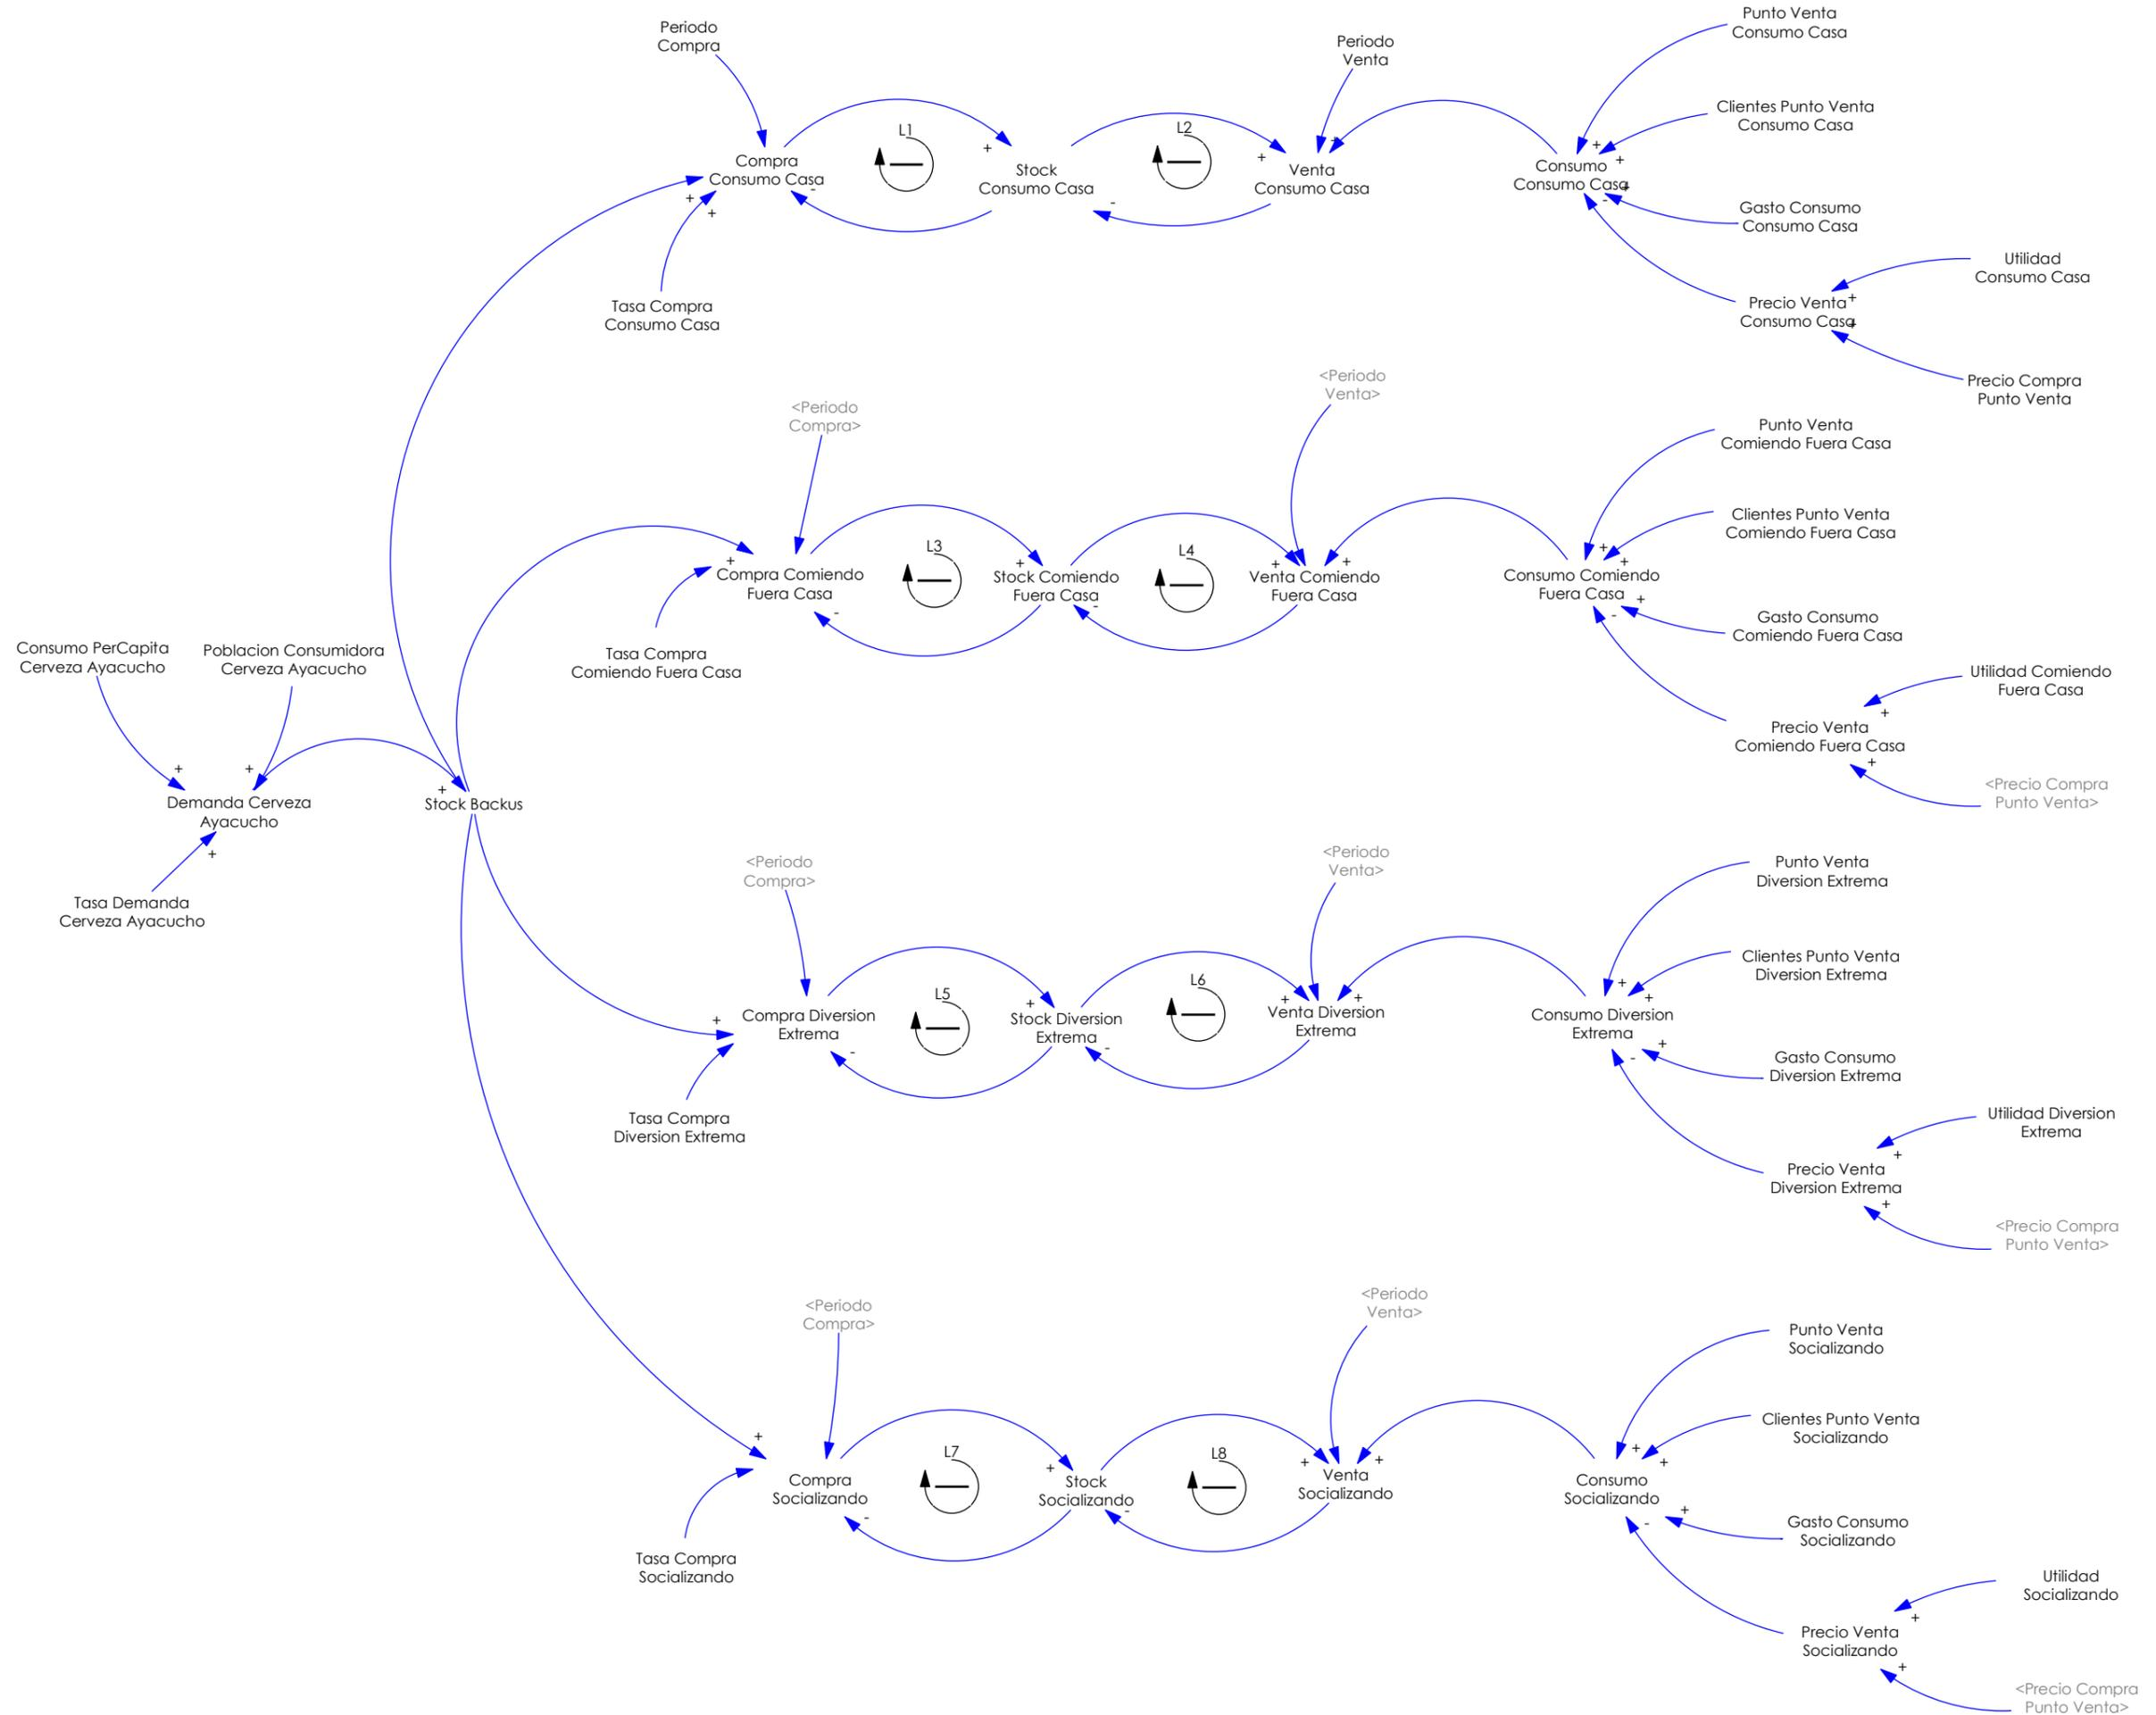 Periodo
Compra
Periodo
Venta
Punto Venta
Consumo Casa
Clientes Punto Venta
Consumo Casa
L1
L2
Compra
Consumo Casa
Stock
Consumo Casa
Venta
Consumo Casa
Consumo
Consumo Casa
Gasto Consumo
Consumo Casa
Utilidad
Consumo Casa
Tasa Compra
Consumo Casa
Precio Venta
Consumo Casa
Precio Compra
Punto Venta
<Periodo
Compra>
<Periodo
Venta>
Punto Venta
Comiendo Fuera Casa
Clientes Punto Venta
Comiendo Fuera Casa
L3
L4
Compra Comiendo
Fuera Casa
Stock Comiendo
Fuera Casa
Venta Comiendo
Fuera Casa
Consumo Comiendo
Fuera Casa
Gasto Consumo
Comiendo Fuera Casa
Tasa Compra
Comiendo Fuera Casa
Utilidad Comiendo
Fuera Casa
Precio Venta
Comiendo Fuera Casa
<Precio Compra
Punto Venta>
Consumo PerCapita
Cerveza Ayacucho
Poblacion Consumidora
Cerveza Ayacucho
Demanda Cerveza
Ayacucho
Stock Backus
Tasa Demanda
Cerveza Ayacucho
<Periodo
Compra>
<Periodo
Venta>
Punto Venta
Diversion Extrema
Clientes Punto Venta
Diversion Extrema
L5
L6
Compra Diversion
Extrema
Stock Diversion
Extrema
Venta Diversion
Extrema
Consumo Diversion
Extrema
Gasto Consumo
Diversion Extrema
Tasa Compra
Diversion Extrema
Utilidad Diversion
Extrema
Precio Venta
Diversion Extrema
<Precio Compra
Punto Venta>
<Periodo
Compra>
<Periodo
Venta>
Punto Venta
Socializando
Clientes Punto Venta
Socializando
L7
L8
Compra
Socializando
Stock
Socializando
Venta
Socializando
Consumo
Socializando
Gasto Consumo
Socializando
Tasa Compra
Socializando
Utilidad
Socializando
Precio Venta
Socializando
<Precio Compra
Punto Venta>